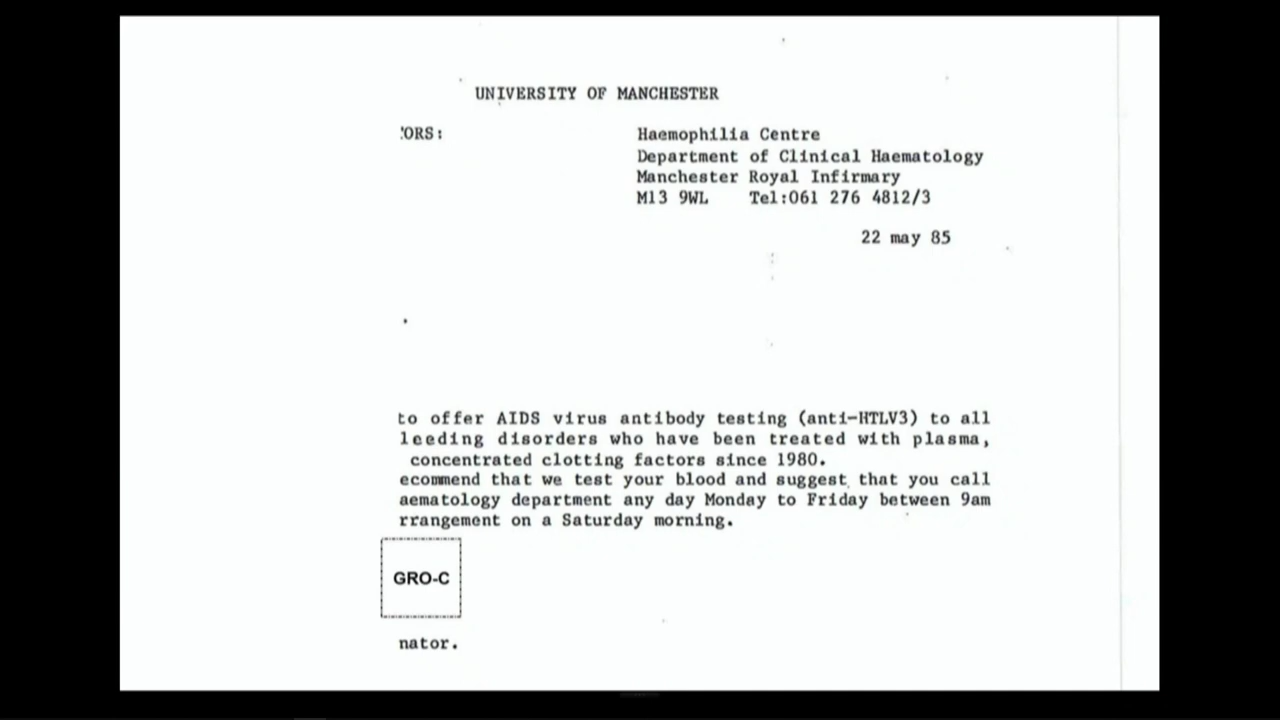 UNIVERSITY OF MANCHESTER
'ORS:
Haemophilia Centre
Department of Clinical Haematology
Manchester Royal Infirmary
M13 9WL Tel:061 276 4812/3
22 may 85
to offer AIDS virus antibody testing (anti-HTLV3) to all
leeding disorders who have been treated with plasma,
concentrated clotting factors since 1980.
ecommend that we test your blood and suggest that you call
aematology department any day Monday to Friday between 9am
rrangement on a Saturday morning.
GRO-C
nator.